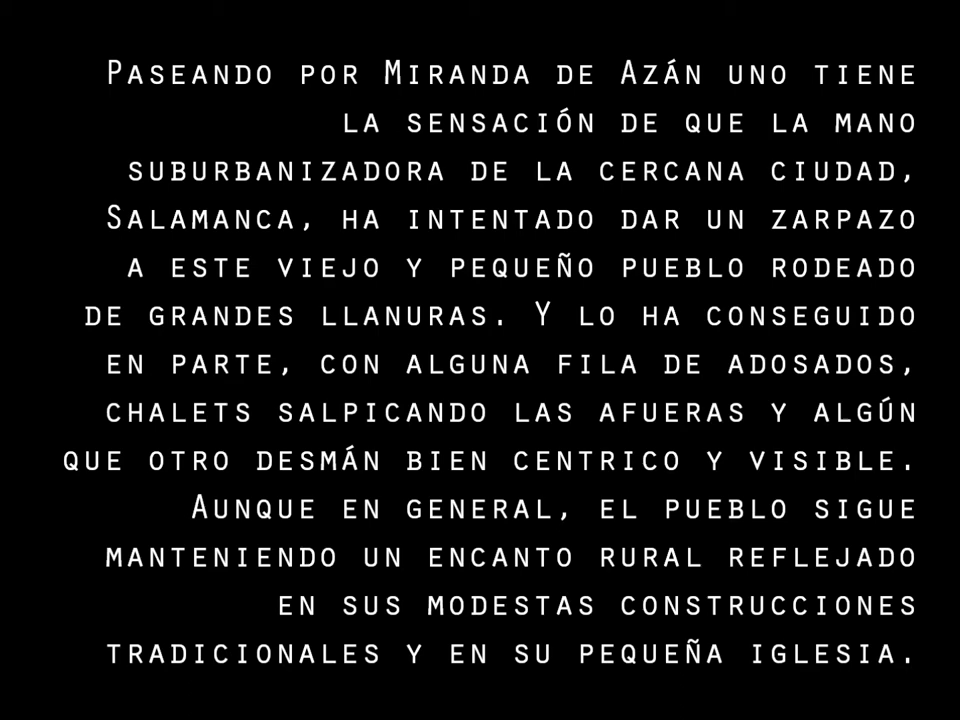 Paseando por Miranda de Azán uno tiene
la sensación de que la mano
suburbanizadora de la cercana ciudad,
Salamanca, ha intentado dar un zarpazo
a este viejo y pequeño pueblo rodeado
de grandes llanuras. Y lo ha conseguido
en parte, con alguna fila de adosados,
chalets salpicando las afueras y algún
que otro desmán bien centrico y visible.
Aunque en general, el pueblo sigue
manteniendo un encanto rural reflejado
en sus modestas construcciones
tradicionales y en su pequeña iglesia.